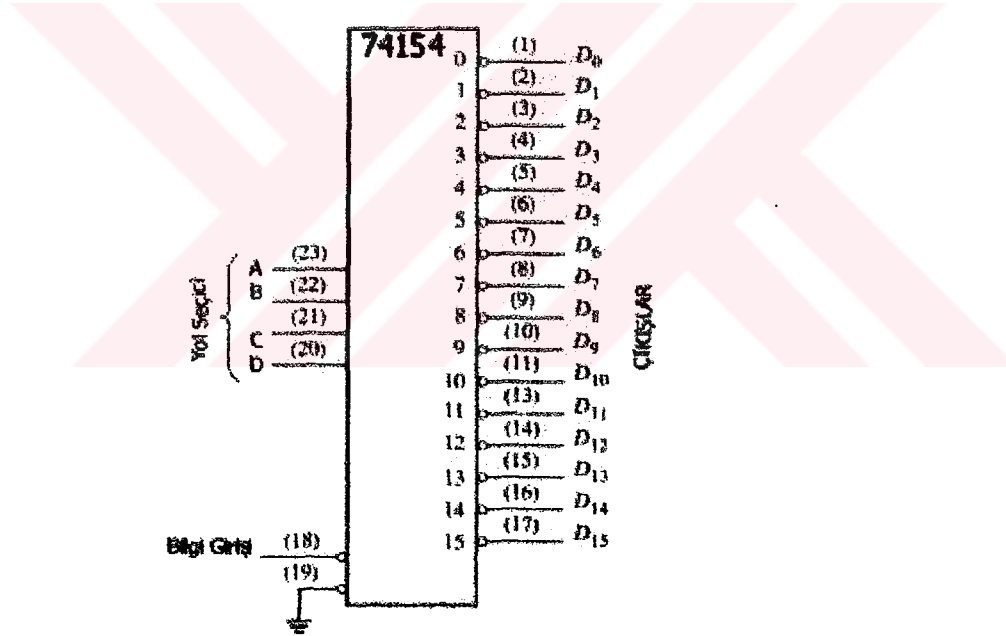 74154
0 (1) D0
1 (2) D1
2 (3) D2
3 (4) D3
4 (5) D4
5 (6) D5
6 (7) D6
7 (8) D7
8 (9) D8
9 (10) D9
10 (11) D10
11 (13) D11
12 (14) D12
13 (15) D13
14 (16) D14
15 (17) D15
Yol Seçici
A (23)
B (22)
C (21)
D (20)
Bilgi Girişi (18)
(19)
ÇIKIŞLAR